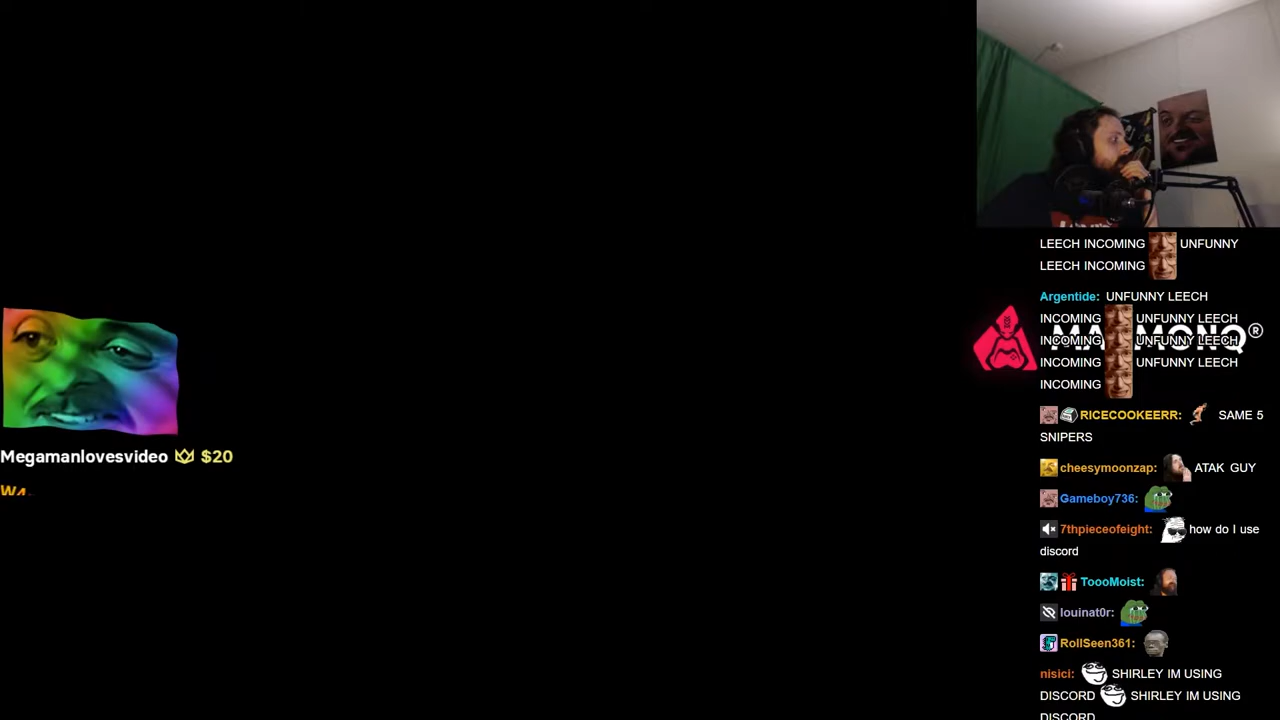 LEECH INCOMING UNFUNNY
LEECH INCOMING
Argentide: UNFUNNY LEECH
INCOMING UNFUNNY LEECH
INCOMING UNFUNNY LEECH
INCOMING UNFUNNY LEECH
INCOMING
RICECOOKEERR: SAME 5
SNIPERS
cheesymoonzap: ATAK GUY
Gameboy736:
7thpieceofeight: how do I use
discord
ToooMoist:
louinat0r:
RollSeen361:
nisici: SHIRLEY IM USING
DISCORD SHIRLEY IM USING
DISCORD
Megamanlovesvideo $20